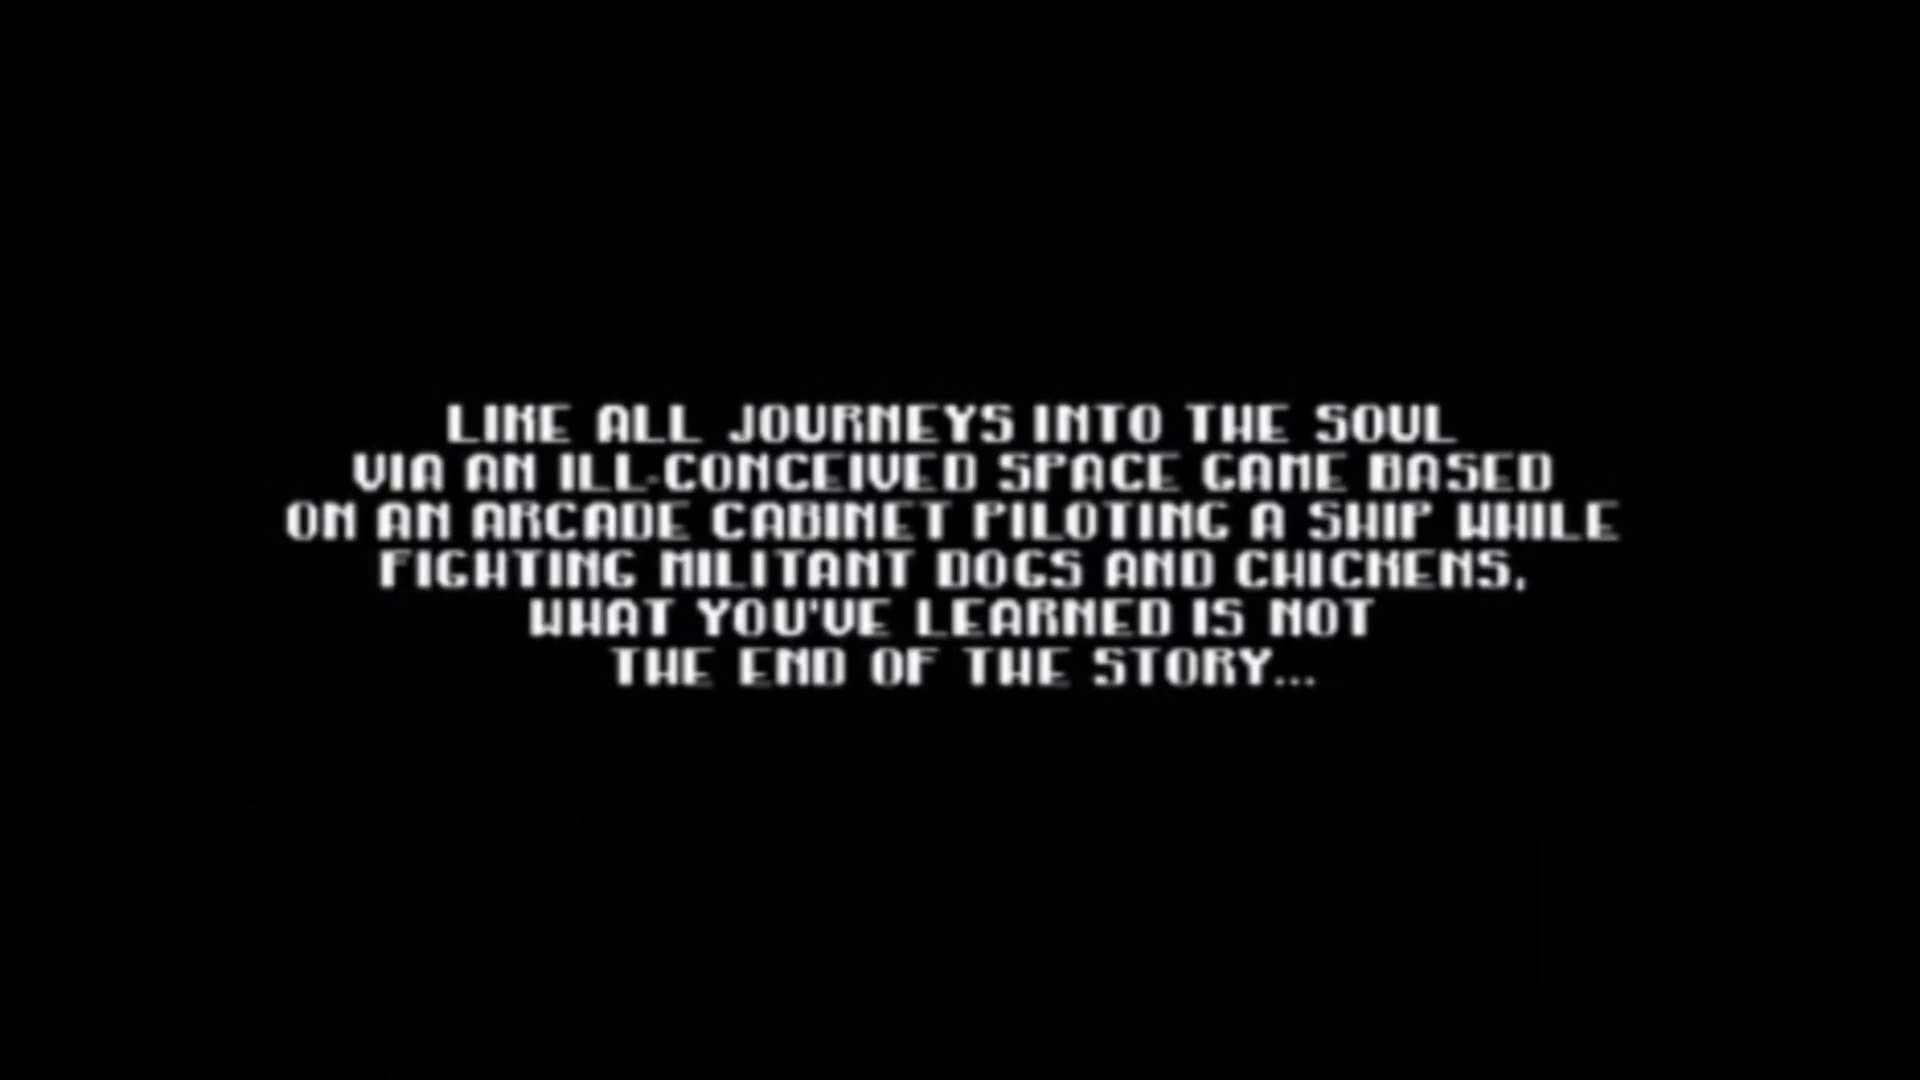 LIKE ALL JOURNEYS INTO THE SOUL
VIA AN ILL-CONCEIVED SPACE GAME BASED
ON AN ARCADE CABINET PILOTING A SHIP WHILE
FIGHTING MILITANT DOGS AND CHICKENS,
WHAT YOU'VE LEARNED IS NOT
THE END OF THE STORY...